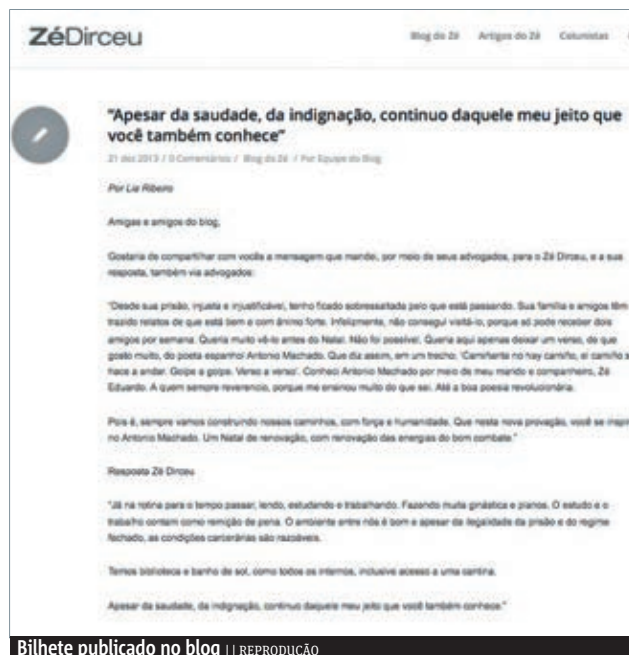 ZéDirceu
Blog do Zé Artigos do Zé Colunistas
"Apesar da saudade, da indignação, continuo daquele meu jeito que
você também conhece"
21 dez 2013 / 0 Comentários / Blog do Zé / Por Equipe do Blog
Por Lia Ribeiro
Amigas e amigos do blog,
Gostaria de compartilhar com vocês a mensagem que mandei, por meio de seus advogados, para o Zé Dirceu, e a sua
resposta, também via advogados:
"Desde sua prisão, injusta e injustificável, tenho ficado sobressaltada pelo que está passando. Sua família e amigos têm
trazido relatos de que está bem e com ânimo forte. Infelizmente, não consegui visitá-lo, porque só pode receber dois
amigos por semana. Queria muito vê-lo antes do Natal. Não foi possível. Queria aqui apenas deixar um verso, do que
gosto muito, do poeta espanhol Antonio Machado. Que diz assim, em um trecho: 'Caminante no hay camiño, el camiño
hace a andar. Golpe a golpe. Verso a verso'. Conheci Antonio Machado por meio de meu marido e companheiro, Zé
Eduardo. A quem sempre reverencio, porque me ensinou muito do que sei. Até a boa poesia revolucionária.
Pois é, sempre vamos construindo nossos caminhos, com força e humanidade. Que nesta nova provação, você se
no Antonio Machado. Um Natal de renovação, com renovação das energias do bom combate."
Resposta Zé Dirceu
"Já na rotina para o tempo passar, lendo, estudando e trabalhando. Fazendo muita ginástica e planos. O estudo e o
trabalho contam como remição de pena. O ambiente entre nós é bom e apesar da ilegalidade da prisão e do regime
fechado, as condições carcerárias são razoáveis.
Temos biblioteca e banho de sol, como todos os internos, inclusive acesso a uma cantina.
Apesar da saudade, da indignação, continuo daquele meu jeito que você também conhece."
Bilhete publicado no blog || REPRODUÇÃO